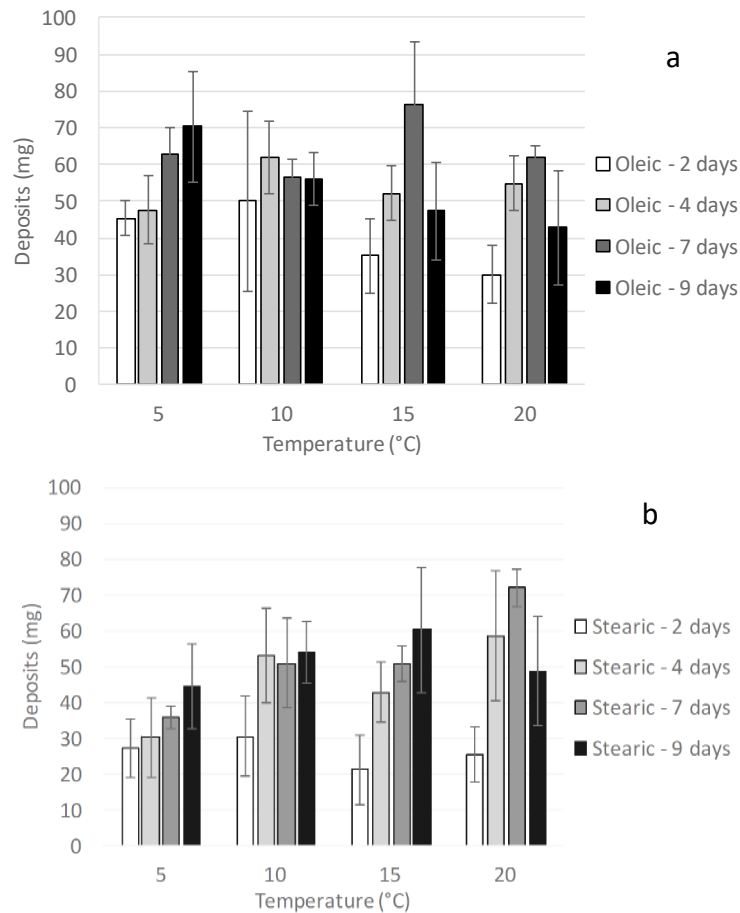 100
a
90
80
70
60
50
40
30
20
10
0
Deposits (mg)
Oleic - 2 days
Oleic - 4 days
Oleic - 7 days
Oleic - 9 days
5 10 15 20
Temperature (°C)
100
b
90
80
70
60
50
40
30
20
10
0
Deposits (mg)
Stearic - 2 days
Stearic - 4 days
Stearic - 7 days
Stearic - 9 days
5 10 15 20
Temperature (°C)